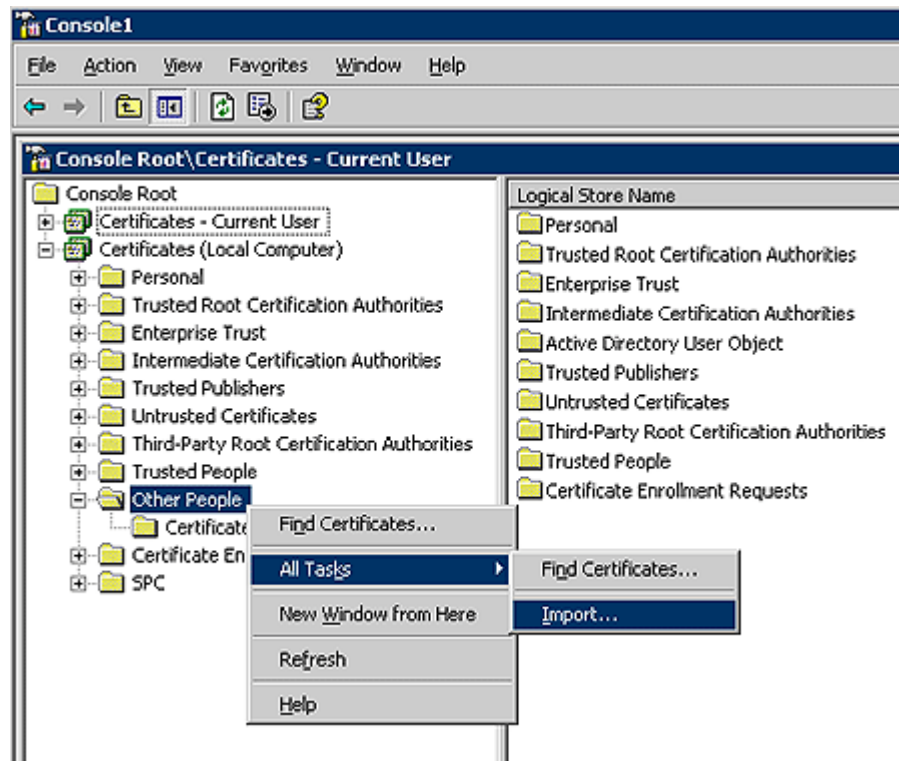 Console1
File Action View Favorites Window Help
Console Root\Certificates - Current User
Console Root
Certificates - Current User
Certificates (Local Computer)
Personal
Trusted Root Certification Authorities
Enterprise Trust
Intermediate Certification Authorities
Trusted Publishers
Untrusted Certificates
Third-Party Root Certification Authorities
Trusted People
Other People
Certificate
Certificate En
SPC
Find Certificates...
All Tasks
New Window from Here
Refresh
Help
Find Certificates...
Import...
Logical Store Name
Personal
Trusted Root Certification Authorities
Enterprise Trust
Intermediate Certification Authorities
Active Directory User Object
Trusted Publishers
Untrusted Certificates
Third-Party Root Certification Authorities
Trusted People
Certificate Enrollment Requests